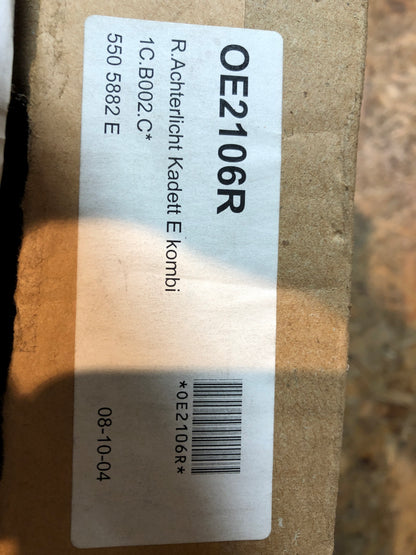 OE2106R
R.Achterlicht Kadett E kombi
1C.B002.C*
550 5882 E
*OE2106R*
08-10-04